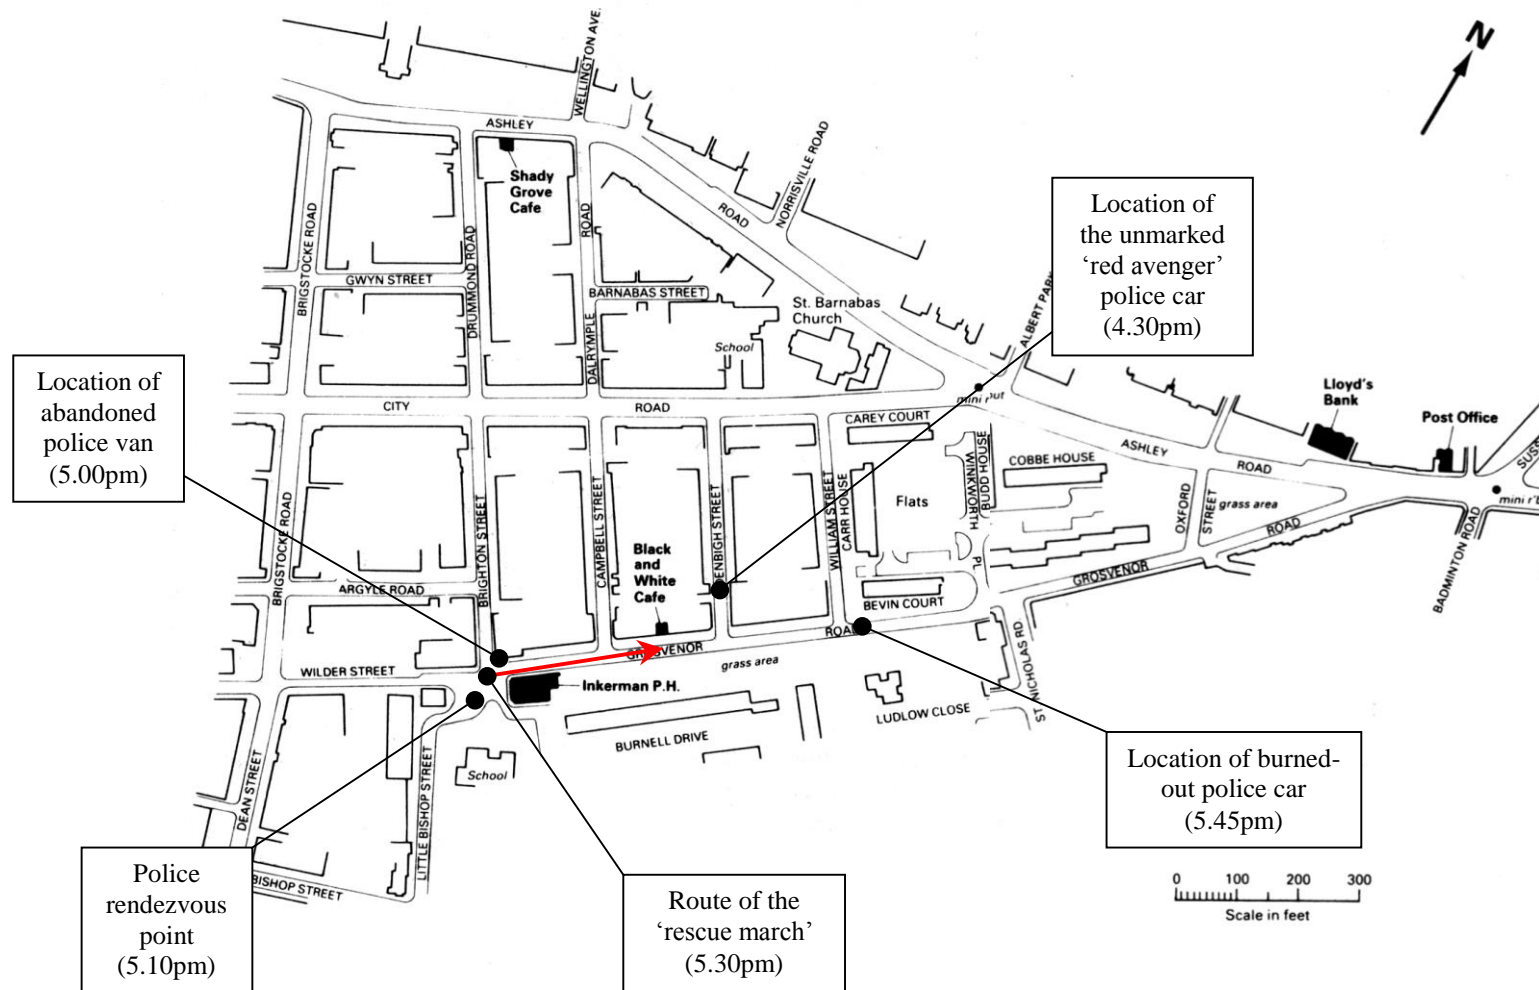 N
WELLINGTON AVE.
ASHLEY
ROAD
NORRISVILLE ROAD
Shady
Grove
Cafe
BRIGSTOCKE ROAD
DRUMMOND ROAD
DALRYMPLE
ROAD
GWYN STREET
BARNABAS STREET
St. Barnabas
Church
School
ALBERT PARK
Location of
the unmarked
‘red avenger’
police car
(4.30pm)
Location of
abandoned
police van
(5.00pm)
CITY
ROAD
mini r'out
CAREY COURT
Lloyd's
Bank
Post Office
ASHLEY
ROAD
SUSS
mini r't
COBBE HOUSE
BUDD HOUSE
WINKWORTH
PL
Flats
CARR HOUSE
WILLIAM STREET
ENBIGH STREET
CAMPBELL STREET
BRIGHTON STREET
BRIGSTOCKE ROAD
ARGYLE ROAD
Black
and
White
Cafe
OXFORD
STREET
grass area
ROAD
GROSVENOR
BADMINTON ROAD
BEVIN COURT
ROAD
GROSVENOR
grass area
WILDER STREET
Inkerman P.H.
ST. NICHOLAS RD.
LUDLOW CLOSE
BURNELL DRIVE
School
LITTLE BISHOP STREET
DEAN STREET
BISHOP STREET
Location of burned-
out police car
(5.45pm)
Police
rendezvous
point
(5.10pm)
Route of the
‘rescue march’
(5.30pm)
0 100 200 300
Scale in feet